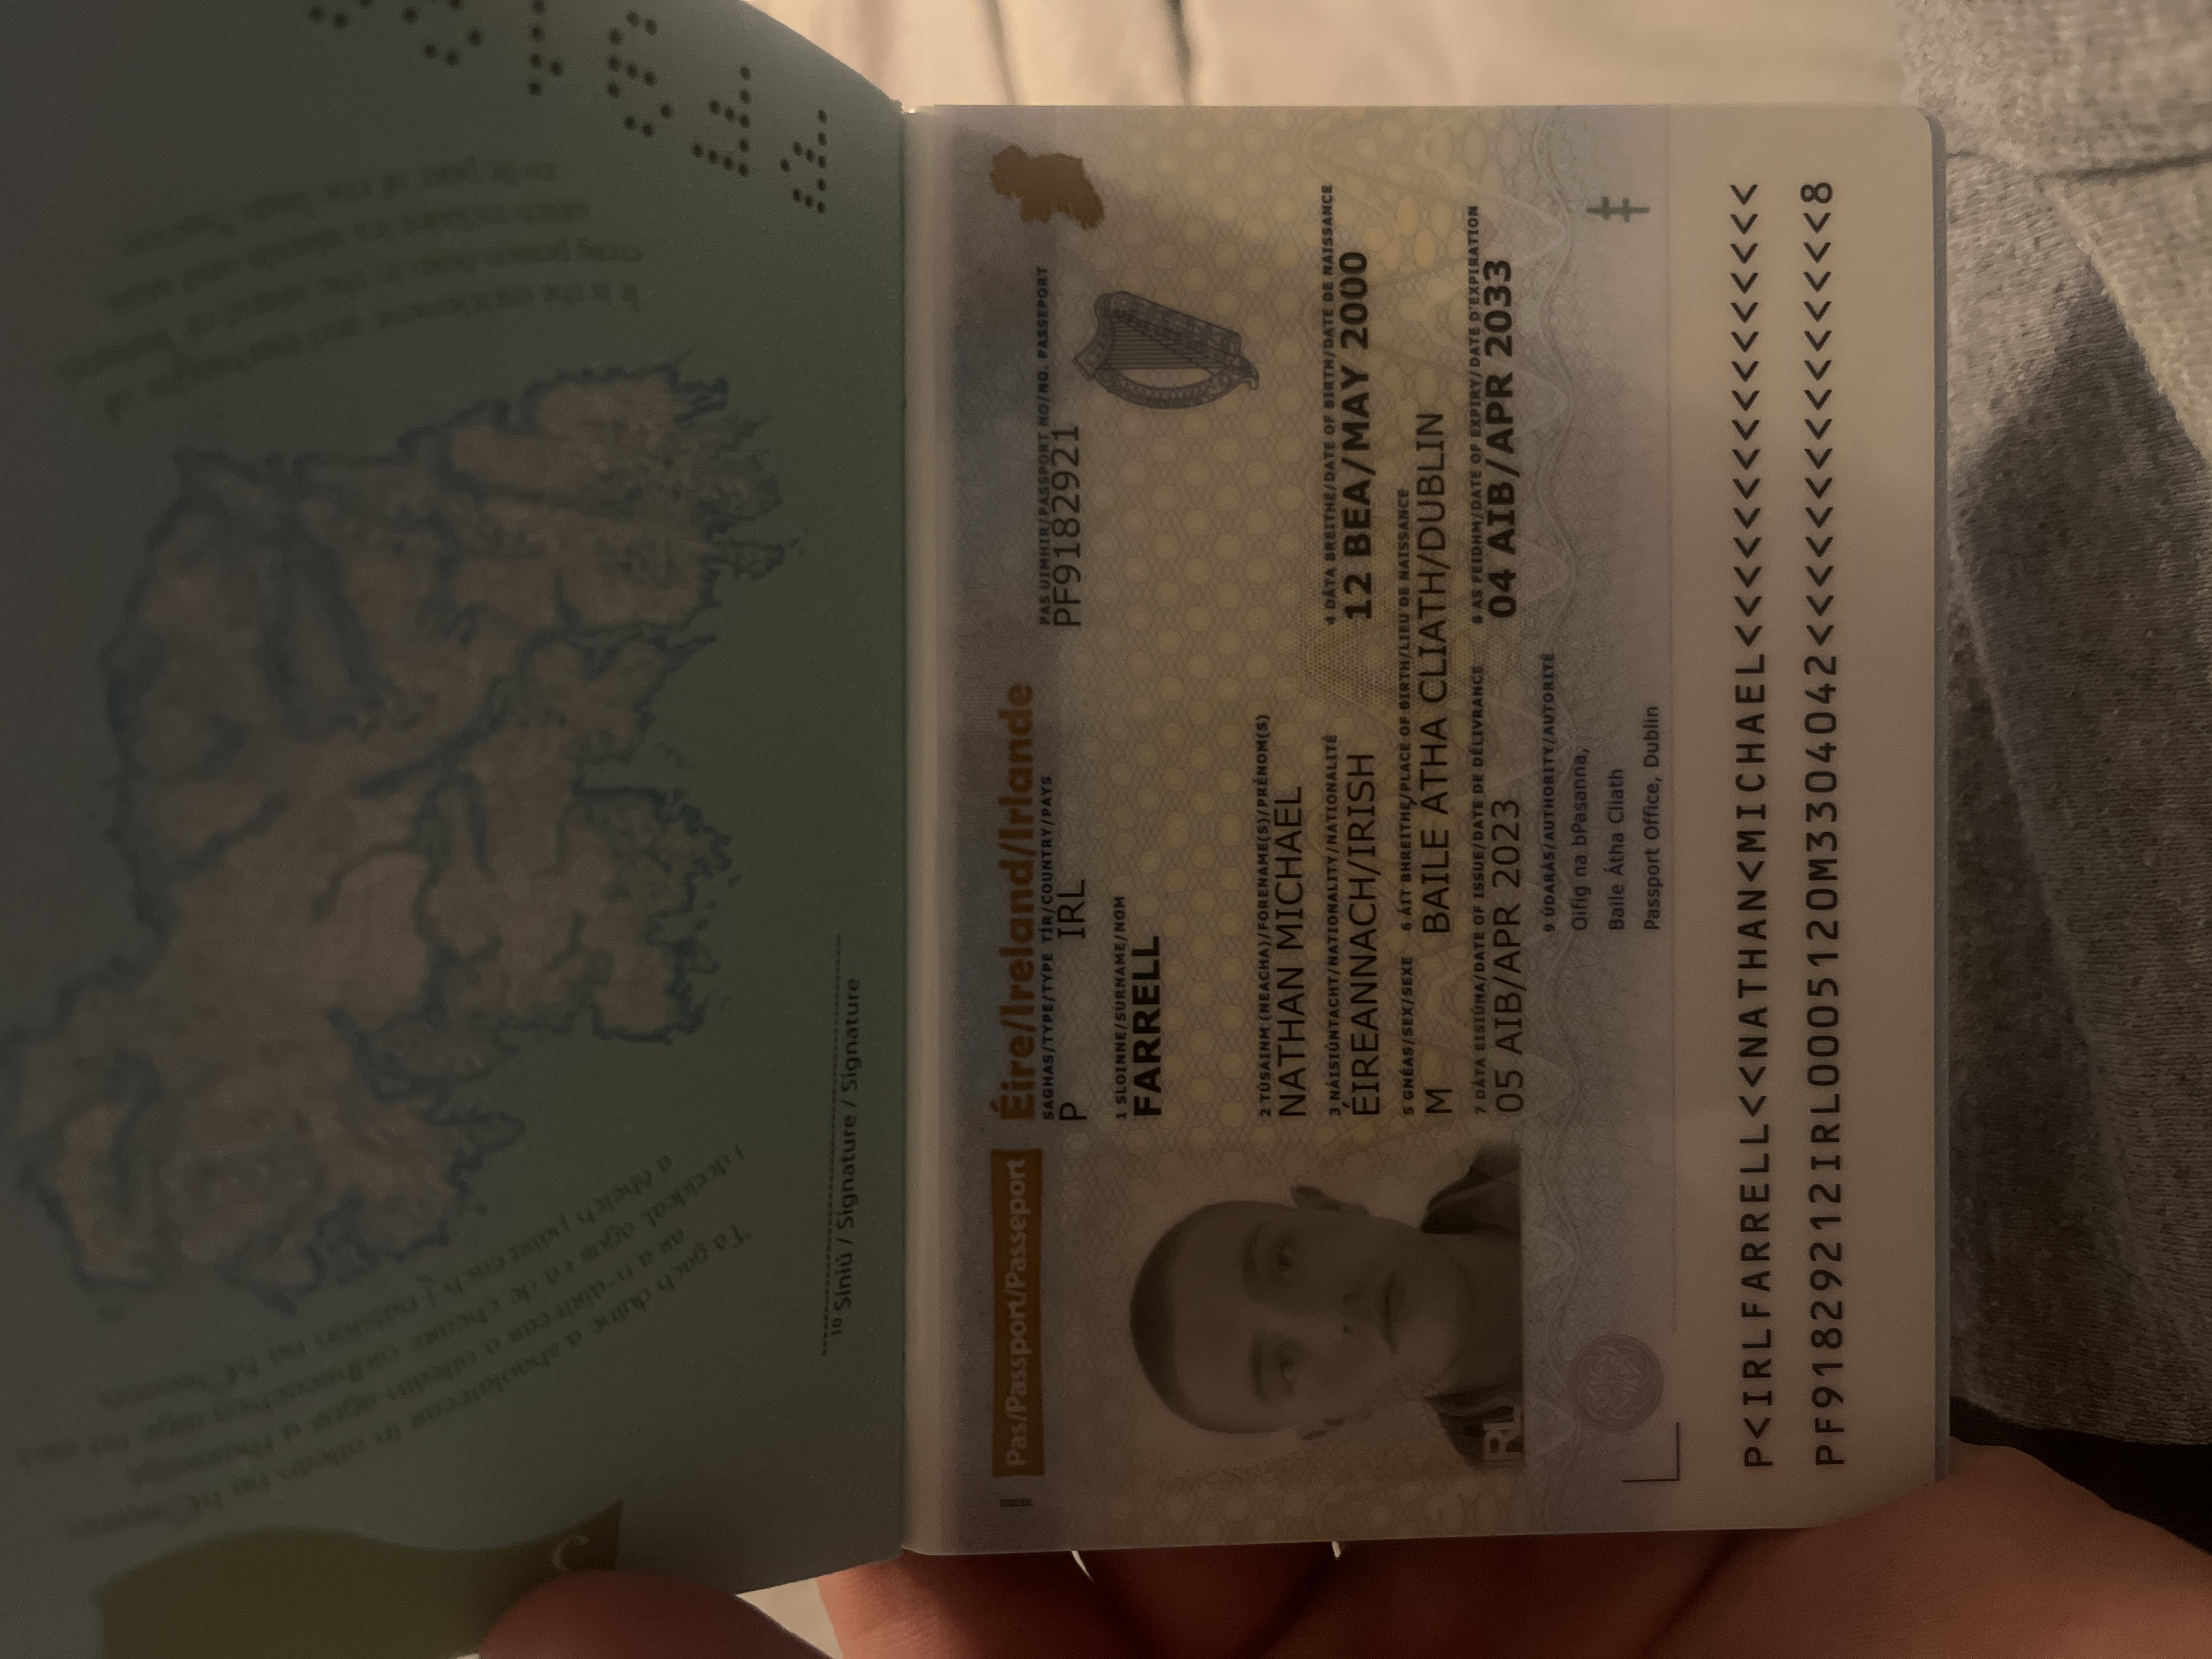 Éire/Ireland/Irlande
Pas/Passport/Passeport
SAGHAS/TYPE/TYPE TÍR/COUNTRY/PAYS
PAS UIMHIR/PASSPORT NO/NO. PASSEPORT
P IRL
PF9182921
1 SLOINNE/SURNAME/NOM
FARRELL
2 TÚSAINM (NEACHA)/FORENAME(S)/PRÉNOM(S)
NATHAN MICHAEL
3 NÁISIÚNTACHT/NATIONALITY/NATIONALITÉ
4 DÁTA BREITHE/DATE OF BIRTH/DATE DE NAISSANCE
ÉIREANNACH/IRISH
12 BEA/MAY 2000
5 GNÉAS/SEX/SEXE
6 ÁIT BHREITHE/PLACE OF BIRTH/LIEU DE NAISSANCE
M
BAILE ÁTHA CLIATH/DUBLIN
7 DÁTA EISIÚNA/DATE OF ISSUE/DATE DE DÉLIVRANCE
8 AS FEIDHM/DATE OF EXPIRY/DATE D'EXPIRATION
05 AIB/APR 2023
04 AIB/APR 2033
9 ÚDARÁS/AUTHORITY/AUTORITÉ
Oifig na bPasanna,
Baile Átha Cliath
Passport Office, Dublin
IRL
P<IRLFARRELL<<NATHAN<MICHAEL<<<<<<<<<<<<<<<<
PF91829212IRL0005120M3304042<<<<<<<<<<<<<<<8
10 Síniú / Signature / Signature